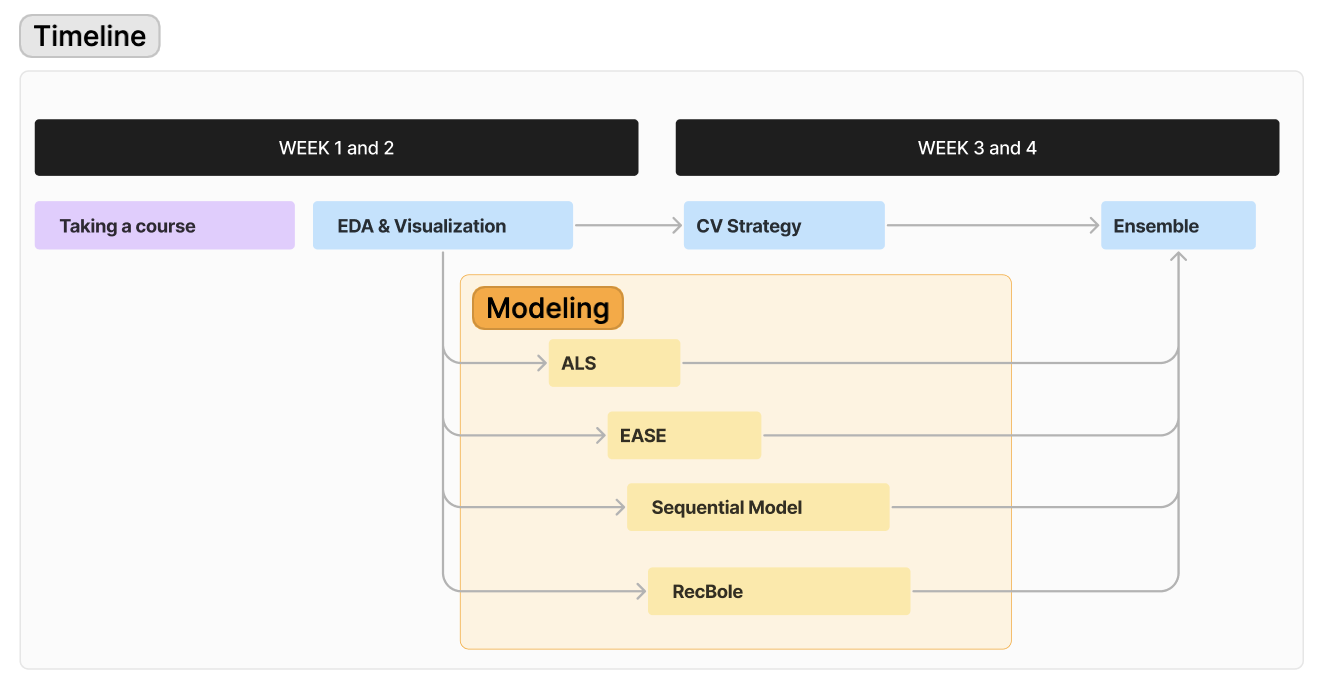 Timeline
WEEK 1 and 2
WEEK 3 and 4
Taking a course
EDA & Visualization
CV Strategy
Ensemble
Modeling
ALS
EASE
Sequential Model
RecBole